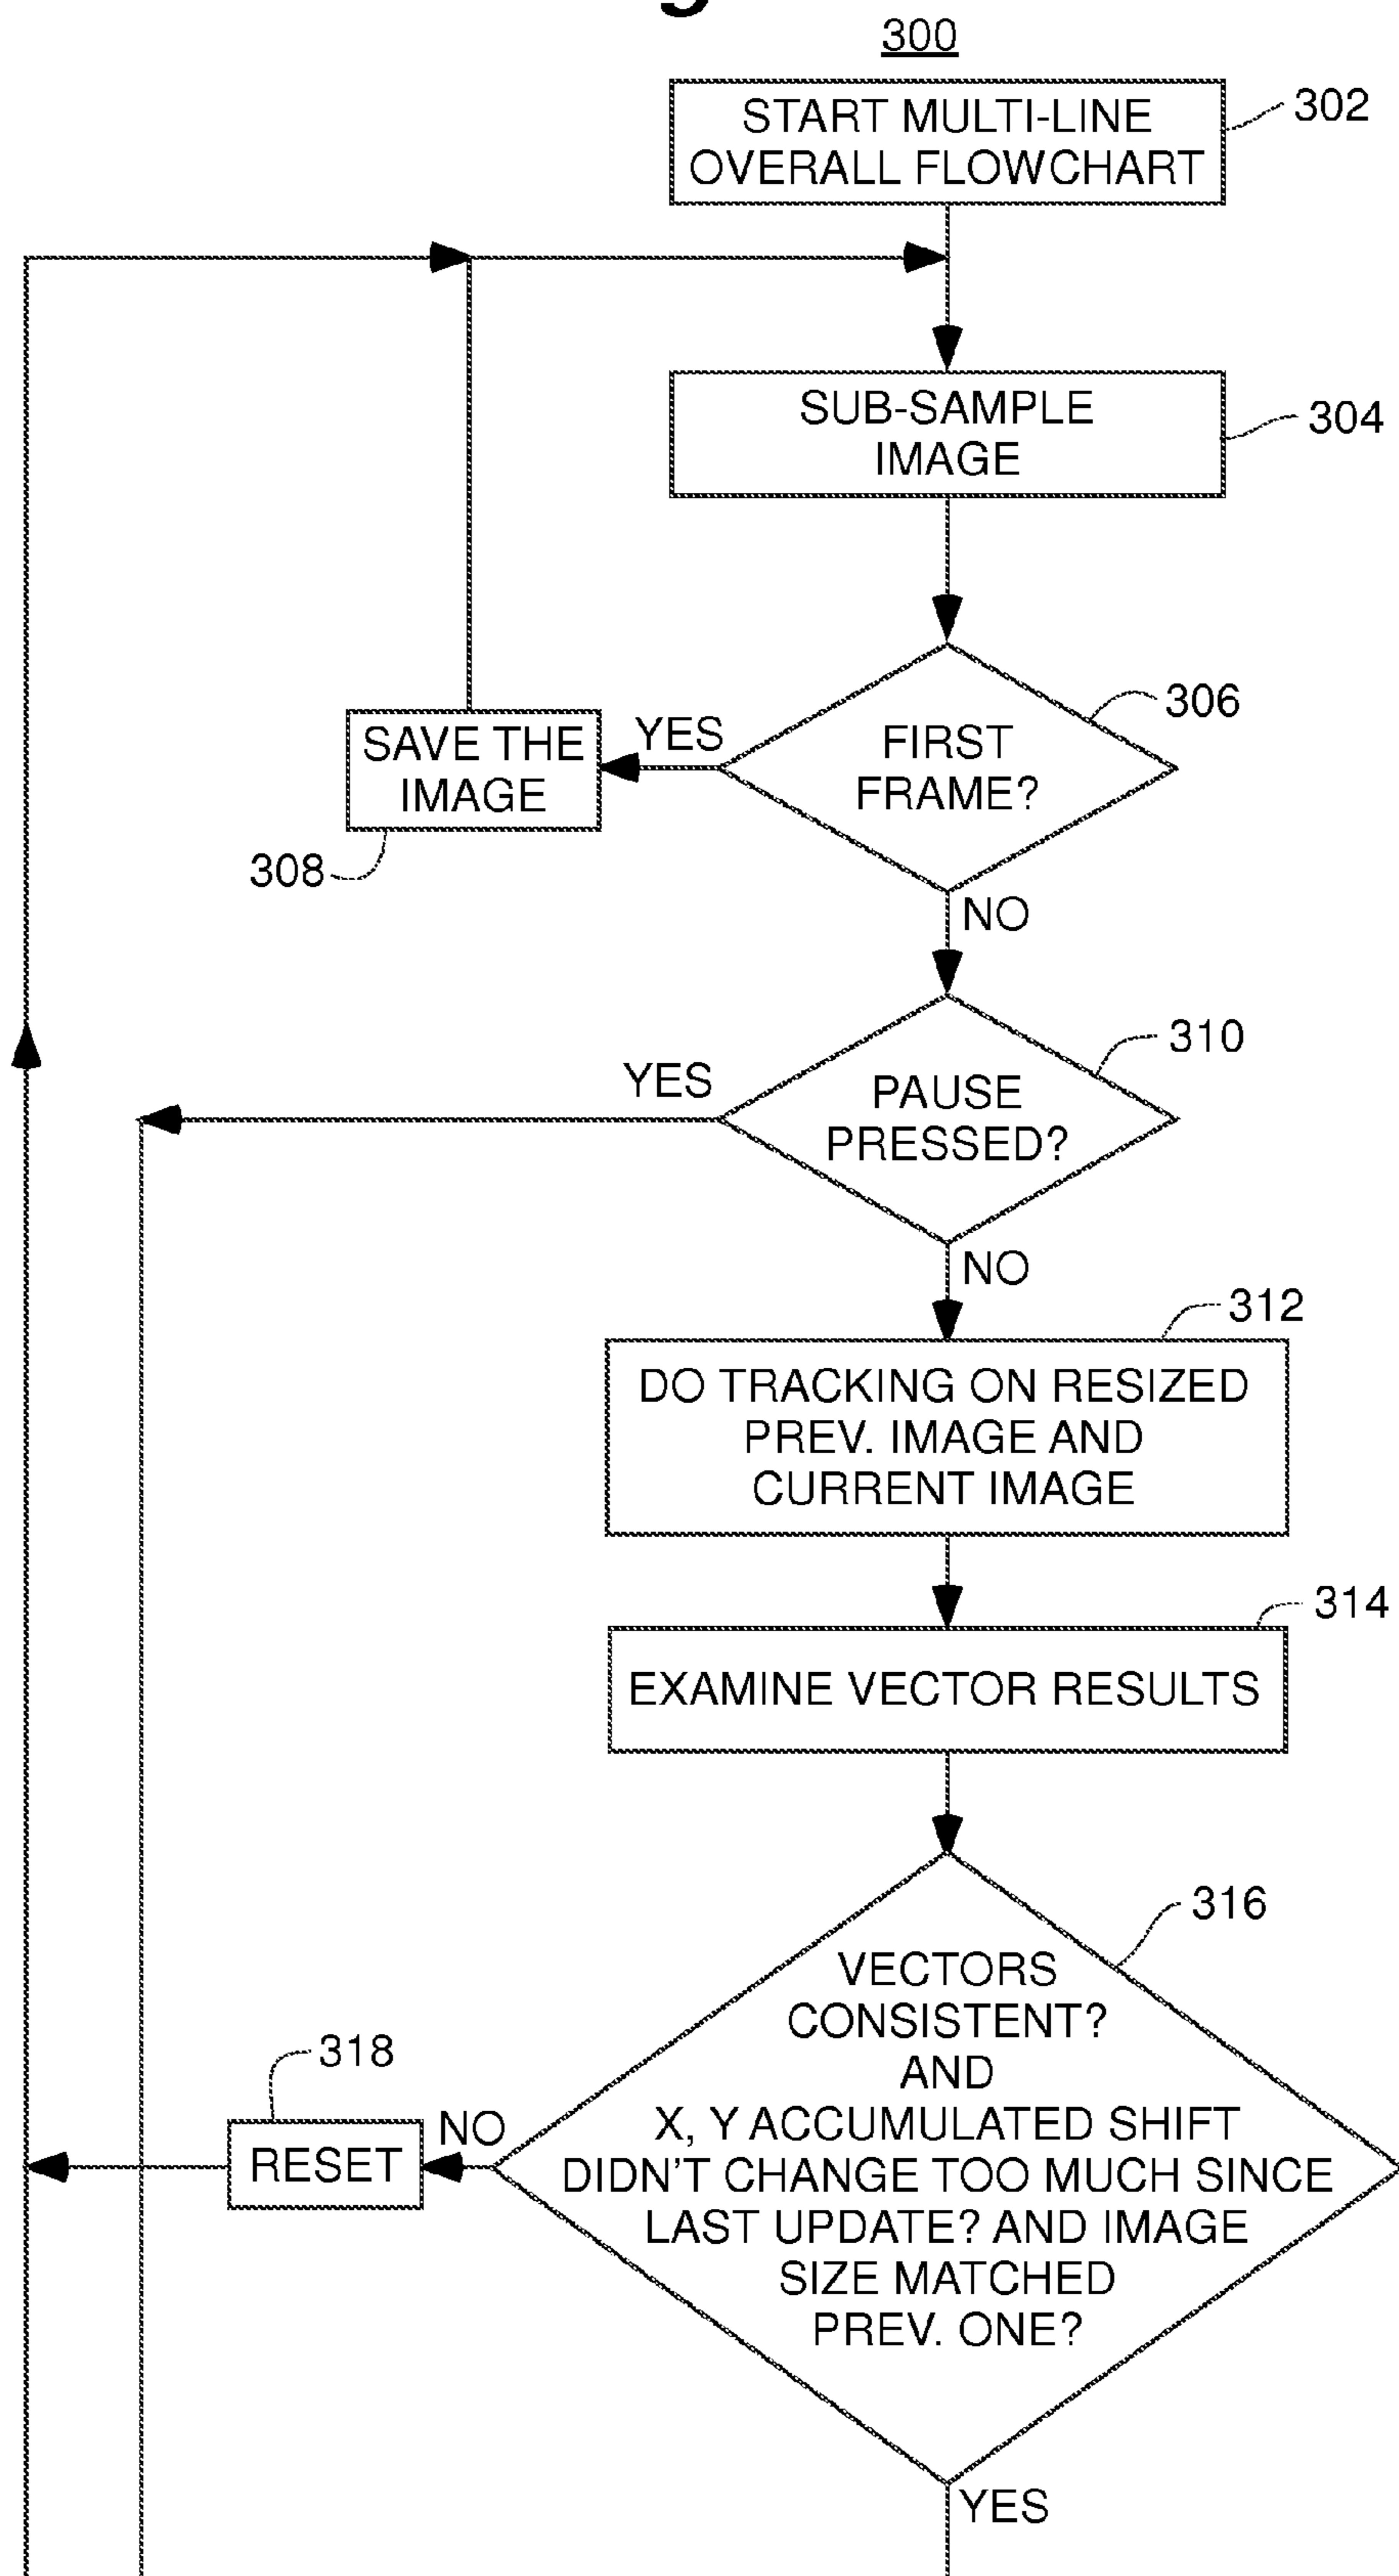 300
START MULTI-LINE
OVERALL FLOWCHART
302
SUB-SAMPLE
IMAGE
304
FIRST
FRAME?
306
YES
SAVE THE
IMAGE
308
NO
PAUSE
PRESSED?
310
YES
NO
312
DO TRACKING ON RESIZED
PREV. IMAGE AND
CURRENT IMAGE
314
EXAMINE VECTOR RESULTS
316
VECTORS
CONSISTENT?
AND
X, Y ACCUMULATED SHIFT
DIDN'T CHANGE TOO MUCH SINCE
LAST UPDATE? AND IMAGE
SIZE MATCHED
PREV. ONE?
318
NO
RESET
YES